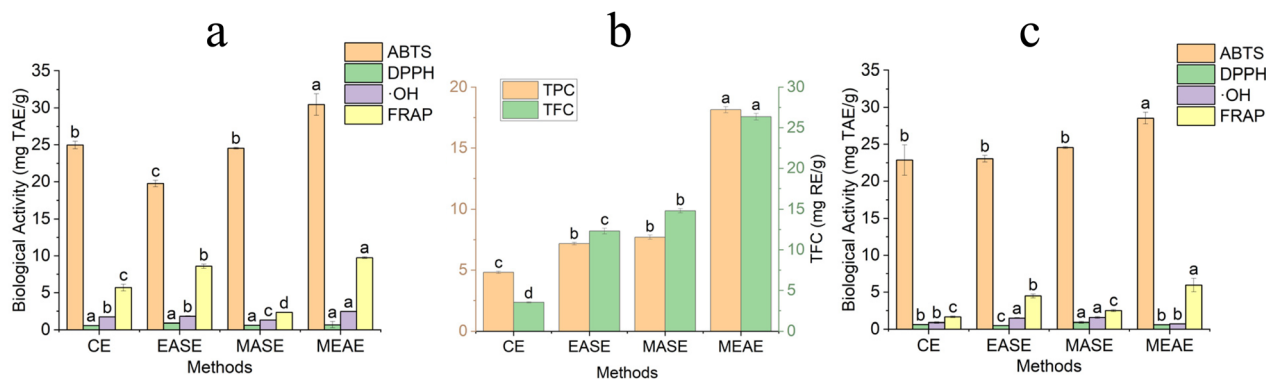 a
ABTS
DPPH
·OH
FRAP
Biological Activity (mg TAE/g)
35
30
25
20
15
10
5
0
b
a
b
c
c
a
b
b
b
a
c
d
a
a
a
a
CE EASE MASE MEAE
Methods
b
TPC
TFC
20
15
10
5
0
c
d
b
c
b
b
a
a
30
25
20
15
10
5
0
TFC (mg RE/g)
CE EASE MASE MEAE
Methods
c
ABTS
DPPH
·OH
FRAP
Biological Activity (mg TAE/g)
35
30
25
20
15
10
5
0
b
b
b
c
b
c
a
b
b
a
a
c
a
b
b
a
CE EASE MASE MEAE
Methods